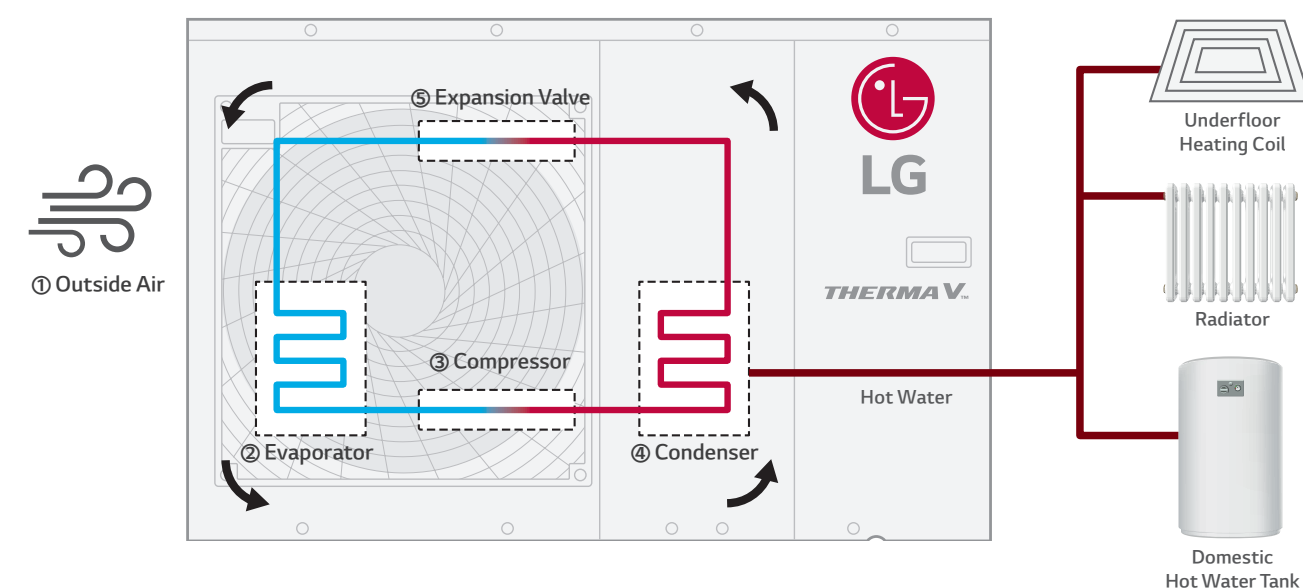 ⑤ Expansion Valve
LG
THERMA V™
① Outside Air
③ Compressor
② Evaporator
④ Condenser
Hot Water
Underfloor
Heating Coil
Radiator
Domestic
Hot Water Tank